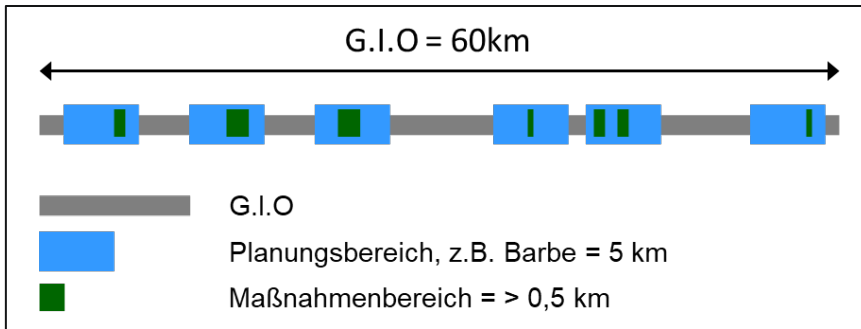 G.I.O = 60km
G.I.O
Planungsbereich, z.B. Barbe = 5 km
Maßnahmenbereich = > 0,5 km